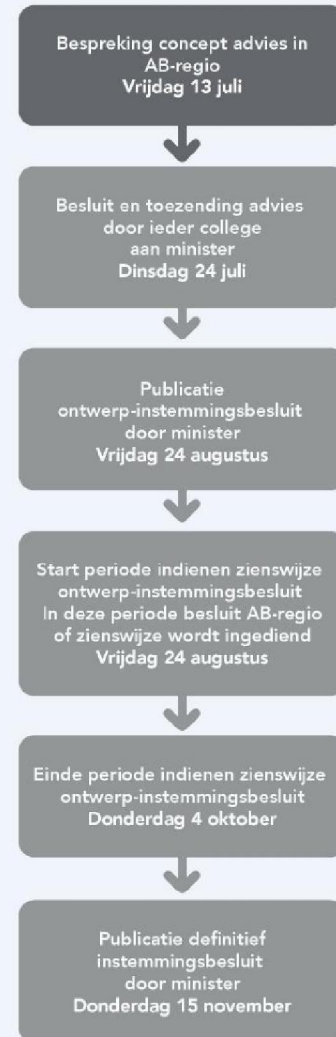 Bespreking concept advies in
AB-regio
Vrijdag 13 juli
Besluit en toezending advies
door ieder college
aan minister
Dinsdag 24 juli
Publicatie
ontwerp-instemmingsbesluit
door minister
Vrijdag 24 augustus
Start periode indienen zienswijze
ontwerp-instemmingsbesluit
In deze periode besluit AB-regio
of zienswijze wordt ingediend
Vrijdag 24 augustus
Einde periode indienen zienswijze
ontwerp-instemmingsbesluit
Donderdag 4 oktober
Publicatie definitief
instemmingsbesluit
door minister
Donderdag 15 november